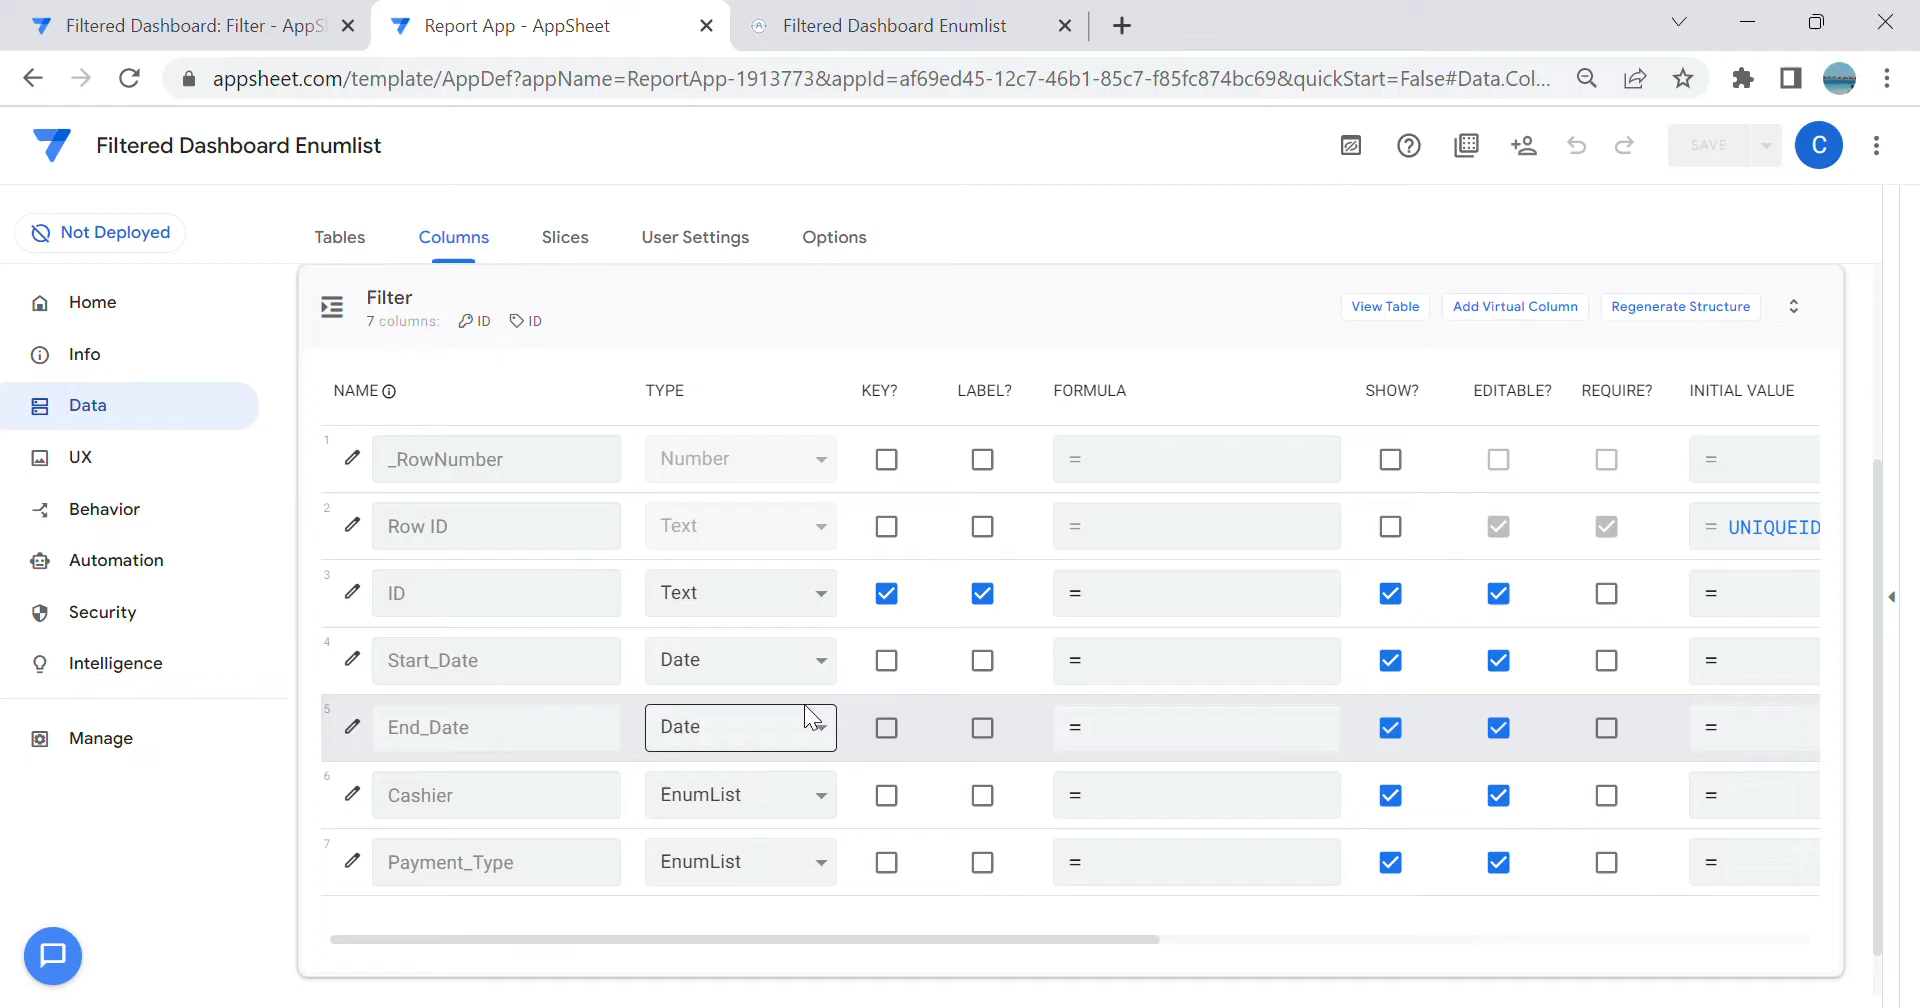 Filtered Dashboard: Filter - AppS
Report App - AppSheet
Filtered Dashboard Enumlist
appsheet.com/template/AppDef?appName=ReportApp-1913773&appId=af69ed45-12c7-46b1-85c7-f85fc874bc69&quickStart=False#Data.Col...
Filtered Dashboard Enumlist
SAVE
C
Not Deployed
Tables
Columns
Slices
User Settings
Options
Home
Info
Data
UX
Behavior
Automation
Security
Intelligence
Manage
Filter
7 columns: ID ID
View Table
Add Virtual Column
Regenerate Structure
NAME TYPE KEY? LABEL? FORMULA SHOW? EDITABLE? REQUIRE? INITIAL VALUE
1 _RowNumber Number = =
2 Row ID Text = = UNIQUEID
3 ID Text = =
4 Start_Date Date = =
5 End_Date Date = =
6 Cashier EnumList = =
7 Payment_Type EnumList = =